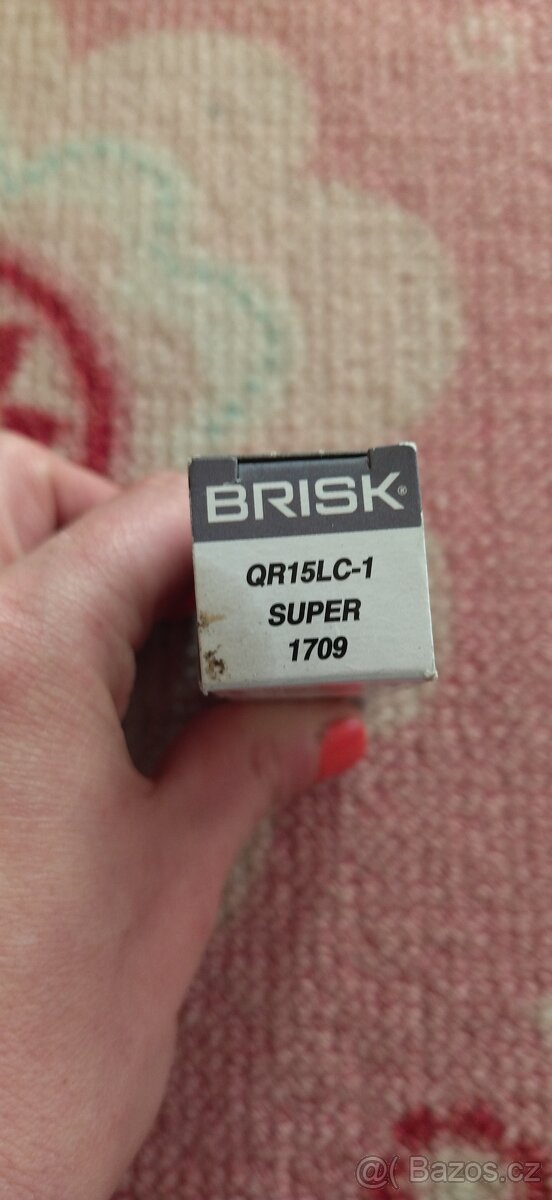 BRISK®
QR15LC-1
SUPER
1709
@( Bazos.cz